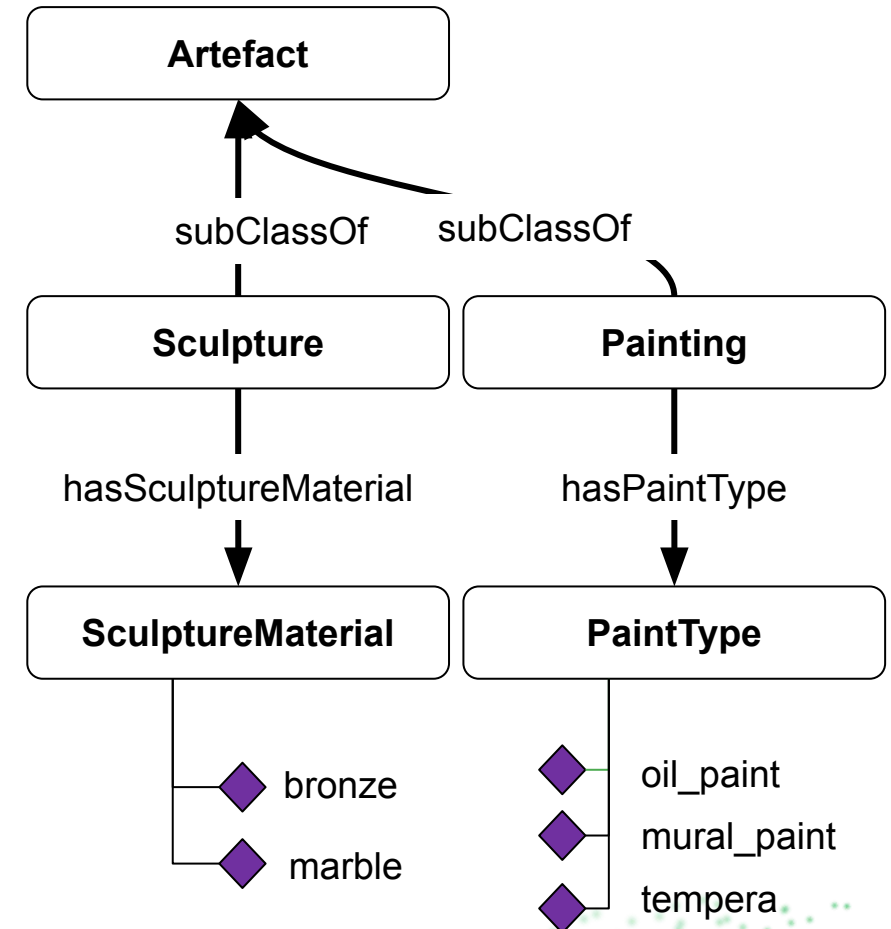 Artefact
subClassOf subClassOf
Sculpture Painting
hasSculptureMaterial hasPaintType
SculptureMaterial PaintType
oil_paint
bronze
mural_paint
marble
tempera